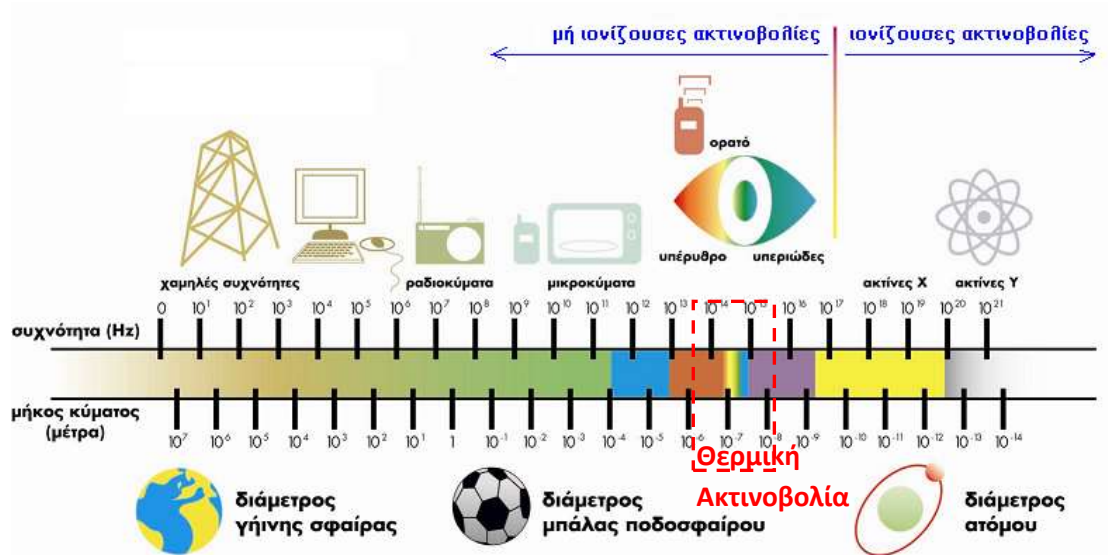 μή ιονίζουσες ακτινοβολίες ιονίζουσες ακτινοβολίες
ορατό
υπέρυθρο υπεριώδες
χαμηλές συχνότητες ραδιοκύματα μικροκύματα ακτίνες Χ ακτίνες Υ
0 10¹ 10² 10³ 10⁴ 10⁵ 10⁶ 10⁷ 10⁸ 10⁹ 10¹⁰ 10¹¹ 10¹² 10¹³ 10¹⁴ 10¹⁵ 10¹⁶ 10¹⁷ 10¹⁸ 10¹⁹ 10²⁰ 10²¹
συχνότητα (Hz)
μήκος κύματος
(μέτρα)
10⁷ 10⁶ 10⁵ 10⁴ 10³ 10² 10¹ 1 10⁻¹ 10⁻² 10⁻³ 10⁻⁴ 10⁻⁵ 10⁻⁶ 10⁻⁷ 10⁻⁸ 10⁻⁹ 10⁻¹⁰ 10⁻¹¹ 10⁻¹² 10⁻¹³ 10⁻¹⁴
Θερμική
Ακτινοβολία
διάμετρος
γήινης σφαίρας
διάμετρος
μπάλας ποδοσφαίρου
διάμετρος
ατόμου